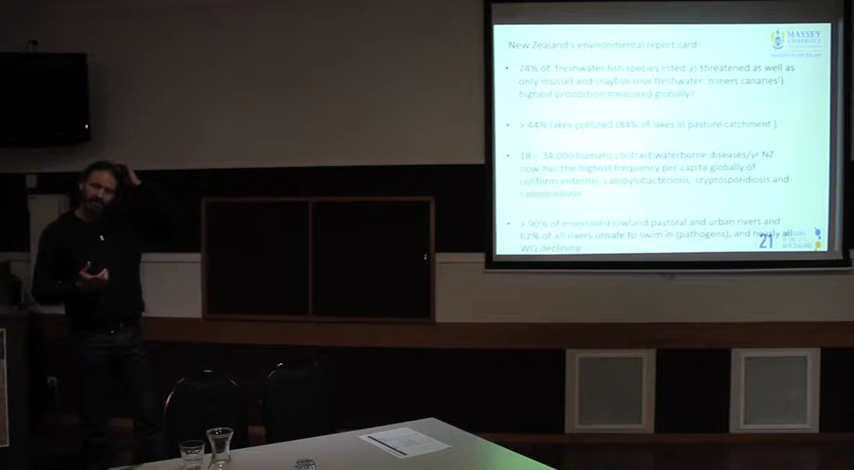 New Zealand's environmental report card
MASSEY
UNIVERSITY
• 74% of freshwater fish species listed as threatened as well as
only mussel and crayfish (our freshwater 'miners canaries')
highest proportion measured globally?
• > 44% lakes polluted (84% of lakes in pasture catchment )
• 18 – 34,000 humans contract waterborne diseases/yr NZ
now has the highest frequency per-capita globally of
coliform enteritis, campylobacteriosis, cryptosporidiosis and
salmonellosis
• > 90% of monitored lowland pastoral and urban rivers and
62% of all rivers unsafe to swim in (pathogens), and nearly all
WQ declining
21